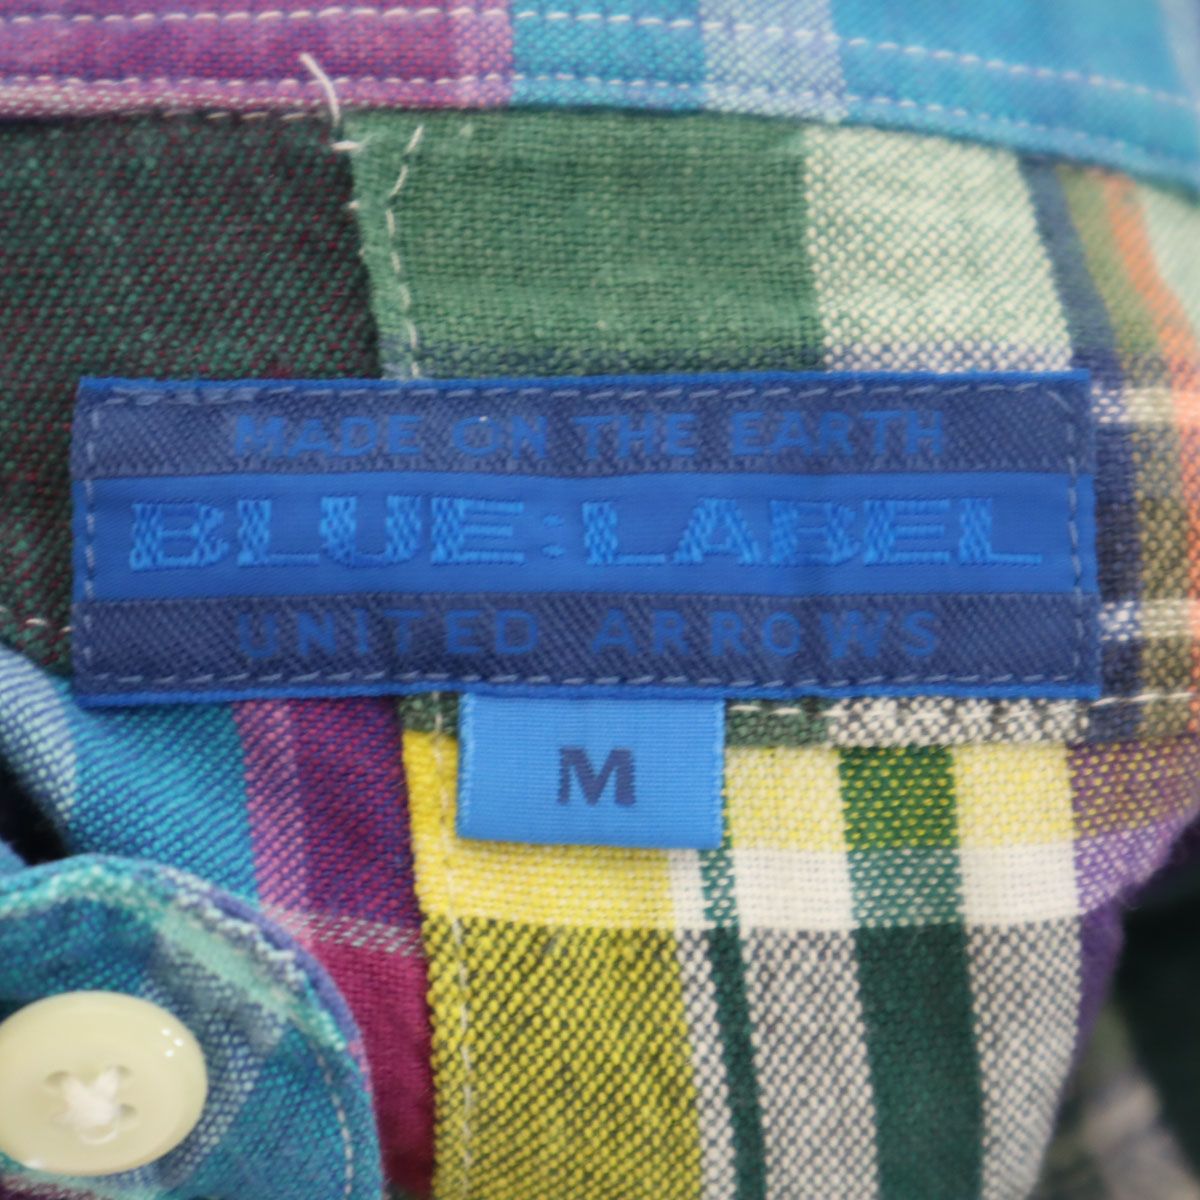 MADE ON THE EARTH
BLUE:LABEL
UNITED ARROWS
M